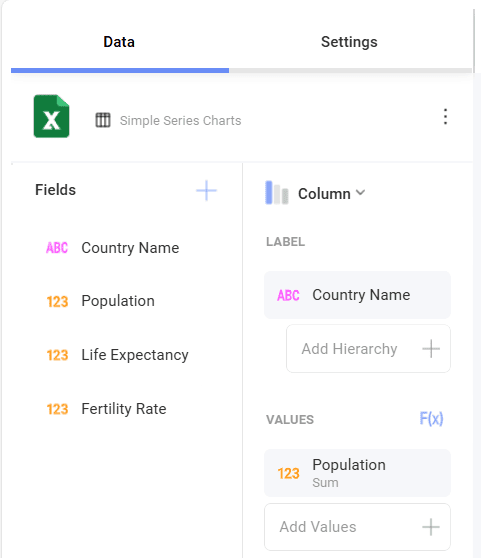 Data
Settings
X
Simple Series Charts
Fields
ABC Country Name
123 Population
123 Life Expectancy
123 Fertility Rate
Column
LABEL
ABC Country Name
Add Hierarchy
VALUES F(x)
123 Population
Sum
Add Values